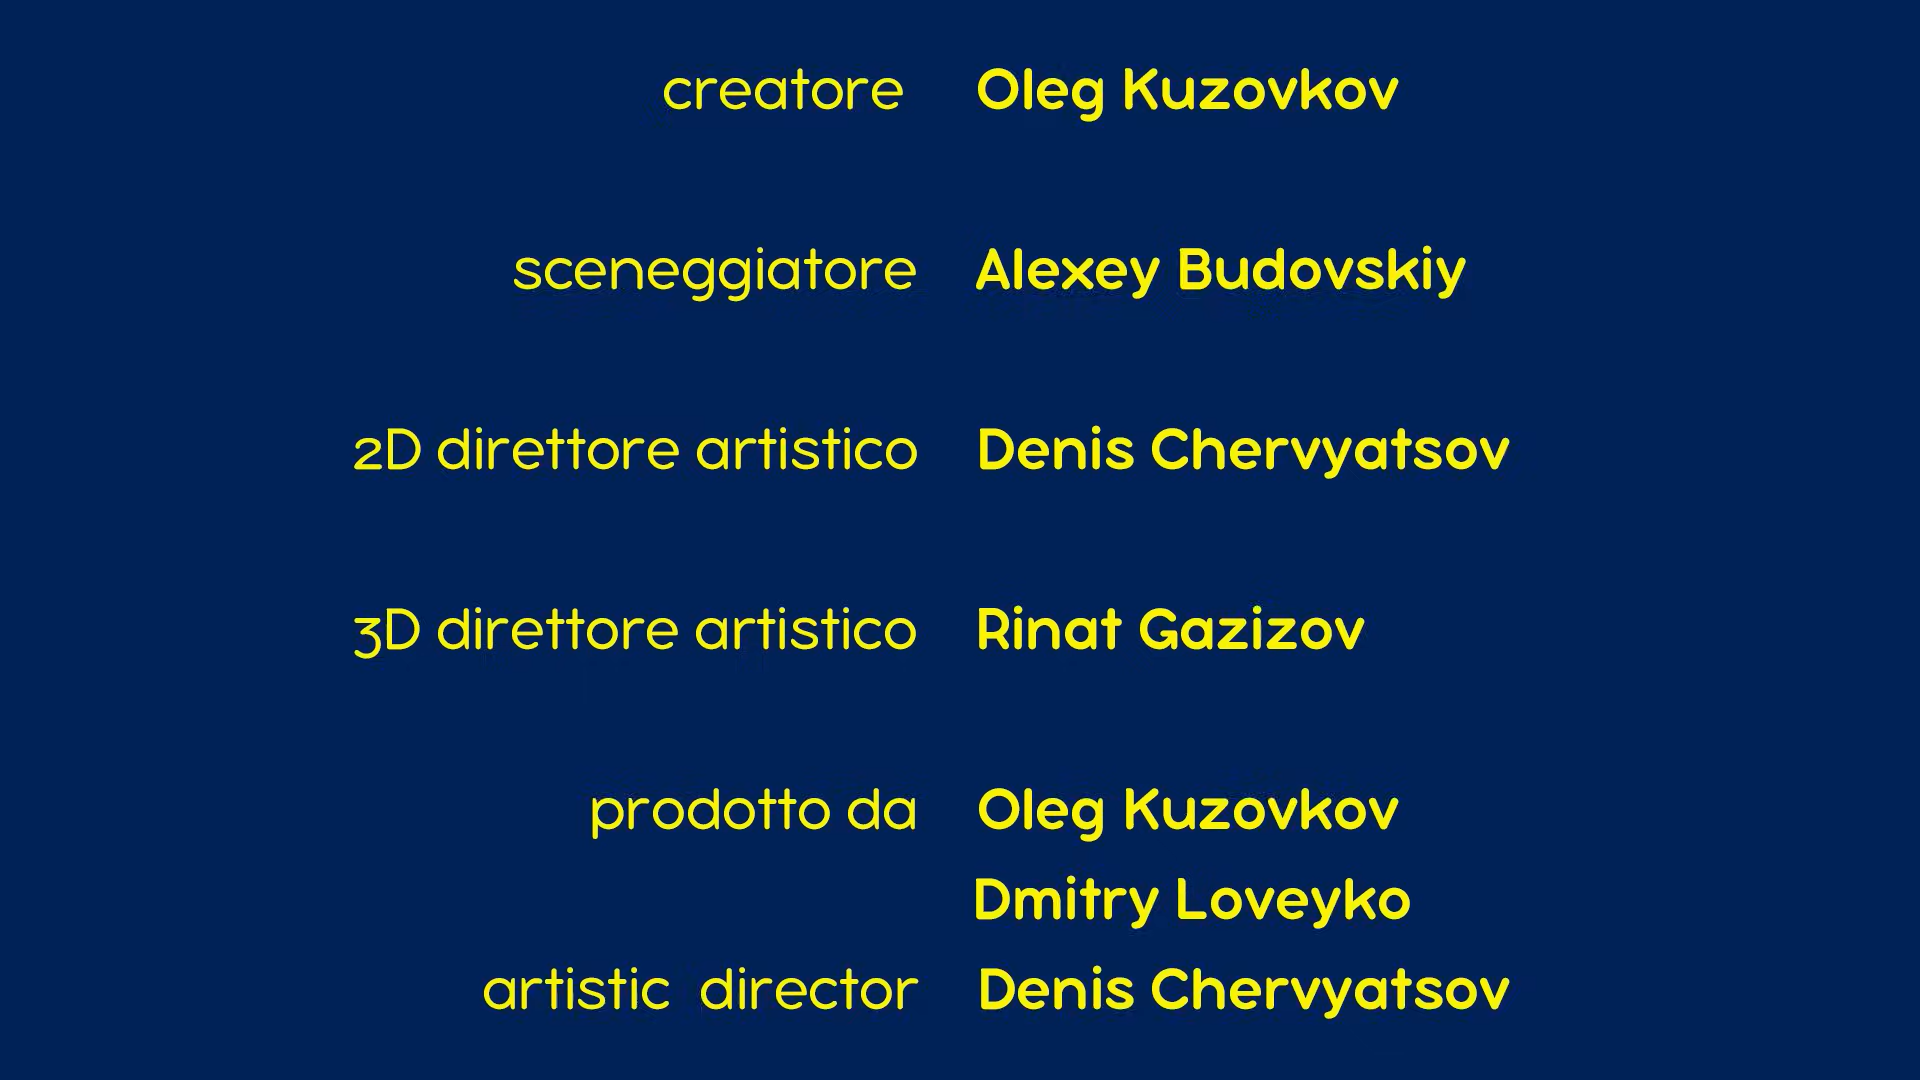 creatore Oleg Kuzovkov
sceneggiatore Alexey Budovskiy
2D direttore artistico Denis Chervyatsov
3D direttore artistico Rinat Gazizov
prodotto da Oleg Kuzovkov
Dmitry Loveyko
artistic director Denis Chervyatsov